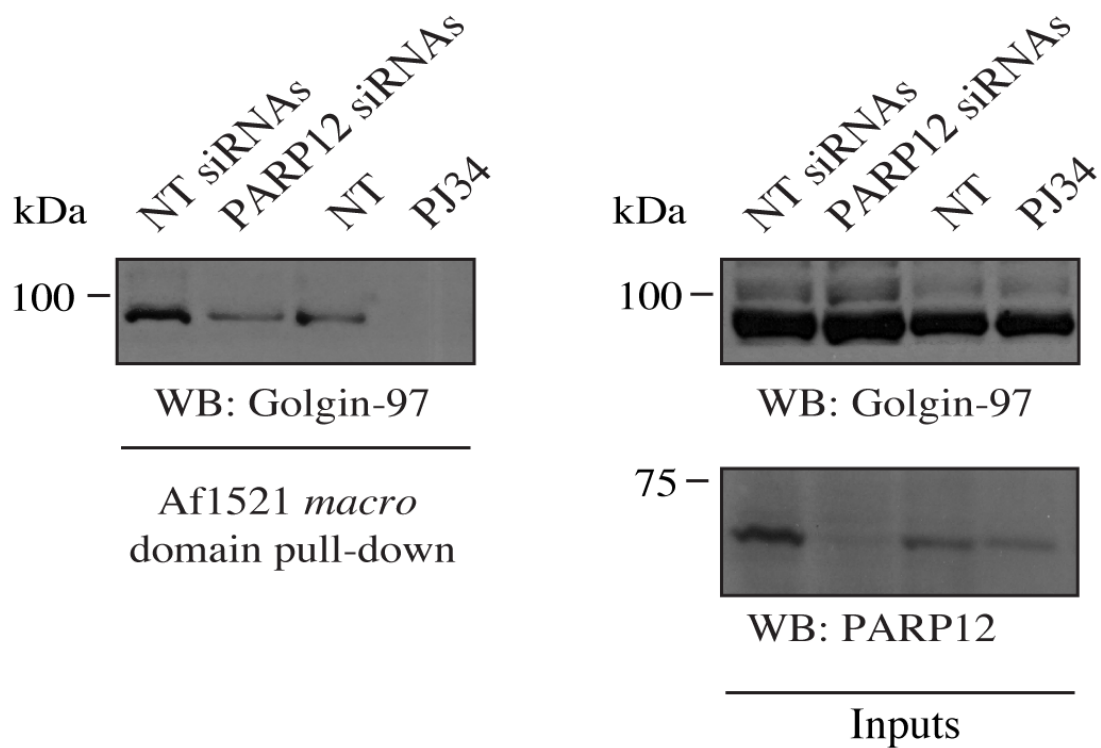 kDa
NT siRNAs
PARP12 siRNAs
NT
PJ34
100
WB: Golgin-97
Af1521 macro
domain pull-down
kDa
NT siRNAs
PARP12 siRNAs
NT
PJ34
100
WB: Golgin-97
75
WB: PARP12
Inputs